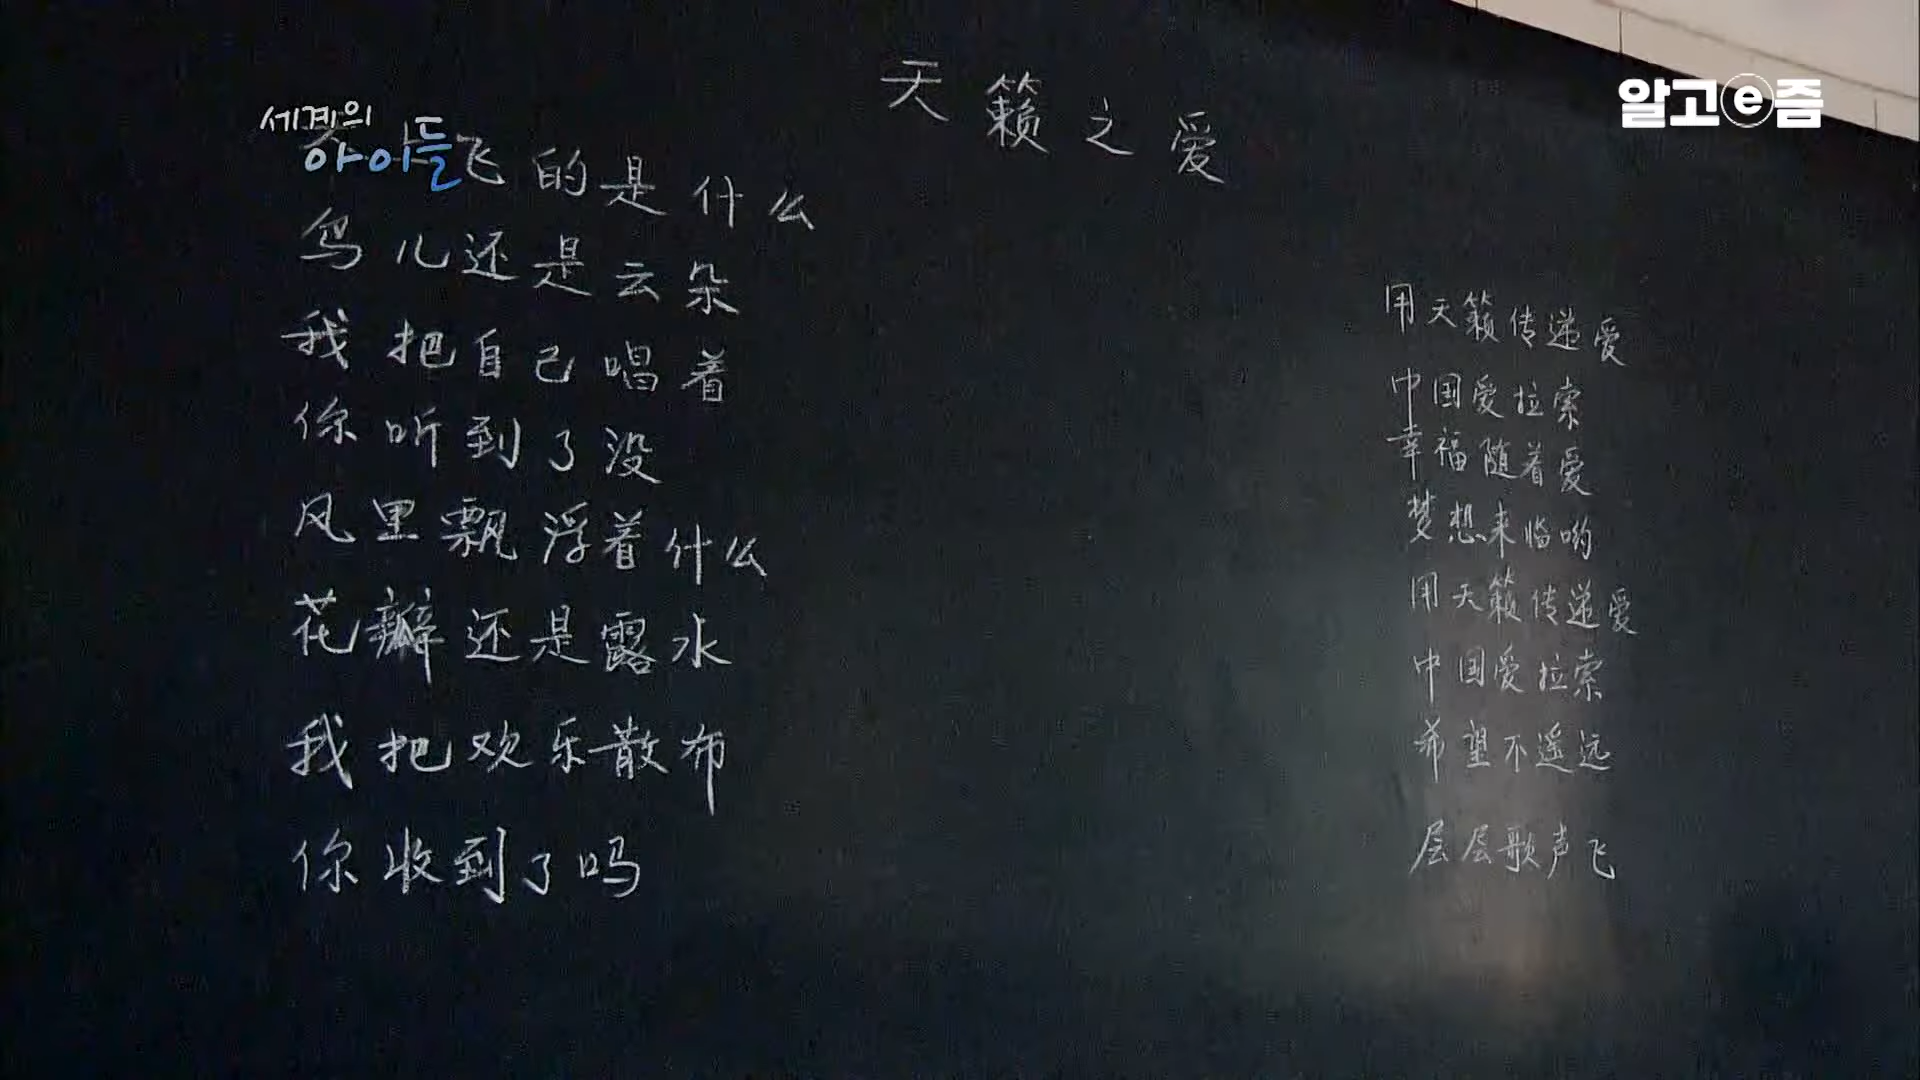 天籁之爱
알고e즘
세계의
아이들
飞的是什么
鸟儿还是云朵
我把自己唱着
你听到了没
风里飘浮着什么
花瓣还是露水
我把欢乐散布
你收到了吗
用天籁传递爱
中国爱拉索
幸福随着爱
梦想来临哟
用天籁传递爱
中国爱拉索
希望不遥远
层层歌声飞